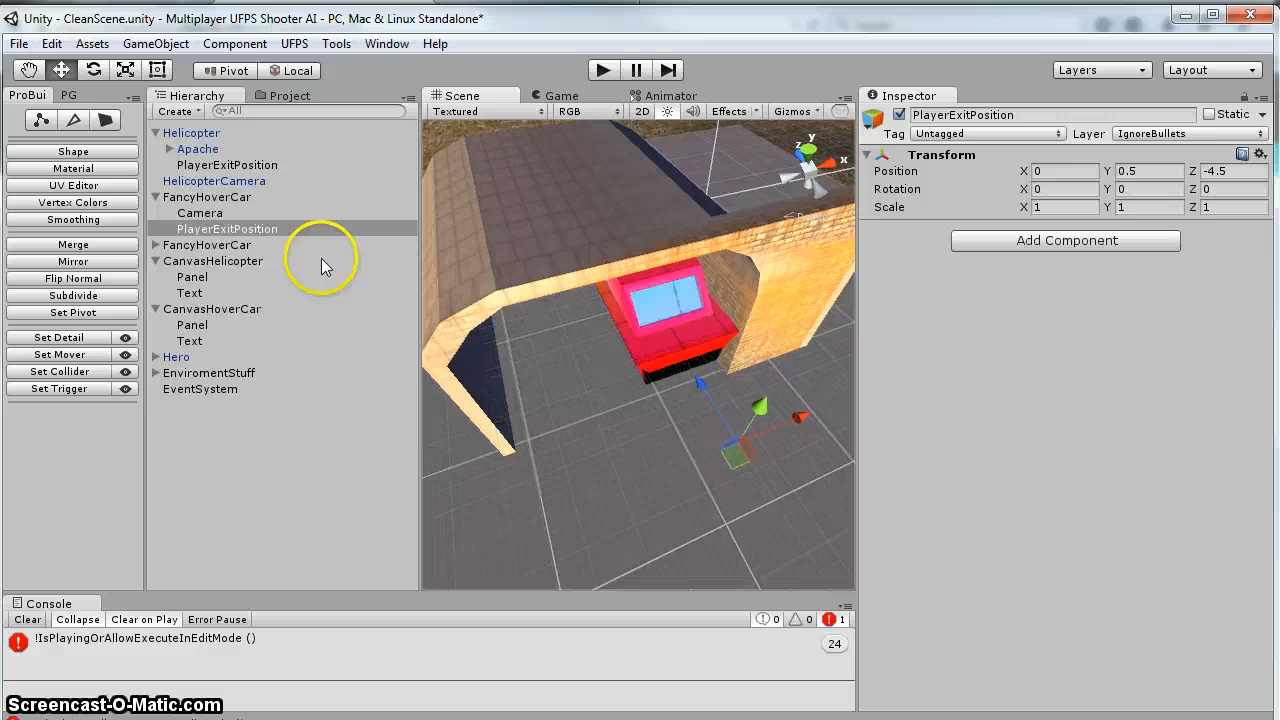 Unity - CleanScene.unity - Multiplayer UFPS Shooter AI - PC, Mac & Linux Standalone*
File Edit Assets GameObject Component UFPS Tools Window Help
Pivot Local Layers Layout
ProBui PG Hierarchy Project Scene Game Animator Inspector
Create All Textured RGB 2D Effects Gizmos
PlayerExitPosition Static
Tag Untagged Layer IgnoreBullets
Transform
Position X 0 Y 0.5 Z -4.5
Rotation X 0 Y 0 Z 0
Scale X 1 Y 1 Z 1
Add Component
Shape
Material
UV Editor
Vertex Colors
Smoothing
Merge
Mirror
Flip Normal
Subdivide
Set Pivot
Set Detail
Set Mover
Set Collider
Set Trigger
Helicopter
Apache
PlayerExitPosition
HelicopterCamera
FancyHoverCar
Camera
PlayerExitPosition
FancyHoverCar
CanvasHelicopter
Panel
Text
CanvasHoverCar
Panel
Text
Hero
EnviromentStuff
EventSystem
y
z
x
Console
Clear Collapse Clear on Play Error Pause 0 0 1
!IsPlayingOrAllowExecuteInEditMode () 24
Screencast-O-Matic.com